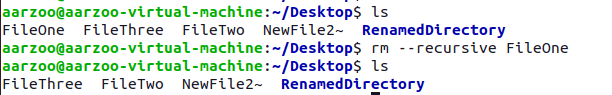 aarzoo@aarzoo-virtual-machine:~/Desktop$ ls
FileOne  FileThree  FileTwo  NewFile2~  RenamedDirectory
aarzoo@aarzoo-virtual-machine:~/Desktop$ rm --recursive FileOne
aarzoo@aarzoo-virtual-machine:~/Desktop$ ls
FileThree  FileTwo  NewFile2~  RenamedDirectory